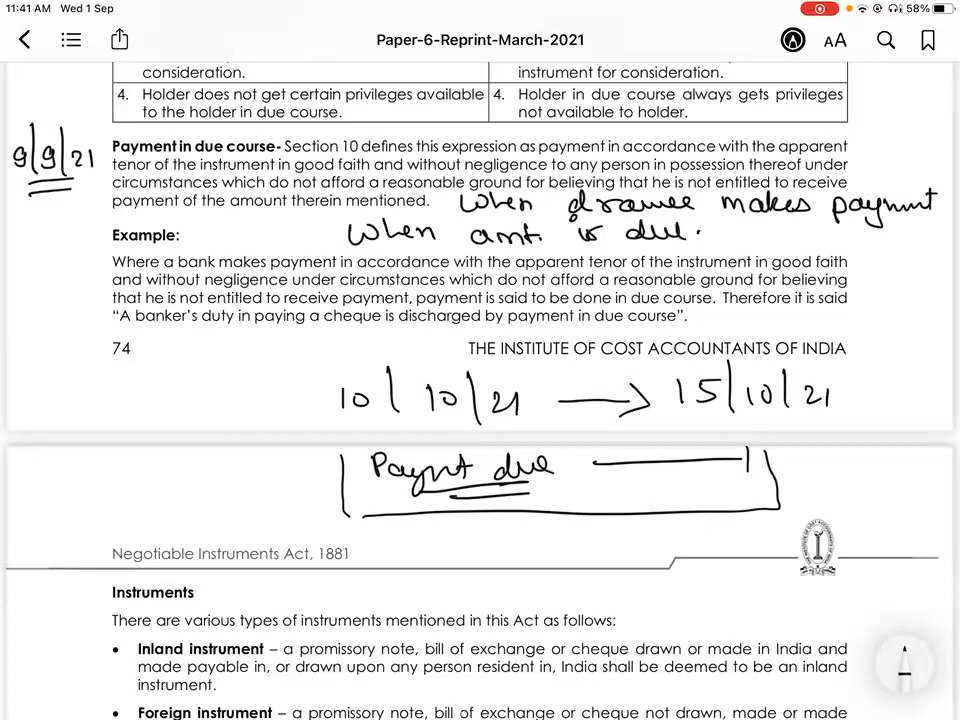 11:41 AM Wed 1 Sep
58%
Paper-6-Reprint-March-2021
AA
consideration.
instrument for consideration.
4. Holder does not get certain privileges available to the holder in due course.
4. Holder in due course always gets privileges not available to holder.
9/9/21
Payment in due course- Section 10 defines this expression as payment in accordance with the apparent
tenor of the instrument in good faith and without negligence to any person in possession thereof under
circumstances which do not afford a reasonable ground for believing that he is not entitled to receive
payment of the amount therein mentioned.
When drawee makes payment
when amt. is due.
Example:
Where a bank makes payment in accordance with the apparent tenor of the instrument in good faith
and without negligence under circumstances which do not afford a reasonable ground for believing
that he is not entitled to receive payment, payment is said to be done in due course. Therefore it is said
“A banker’s duty in paying a cheque is discharged by payment in due course”.
74 THE INSTITUTE OF COST ACCOUNTANTS OF INDIA
10/10/21 → 15/10/21
Paynt due
Negotiable Instruments Act, 1881
Instruments
There are various types of instruments mentioned in this Act as follows:
• Inland instrument – a promissory note, bill of exchange or cheque drawn or made in India and
made payable in, or drawn upon any person resident in, India shall be deemed to be an inland
instrument.
• Foreign instrument – a promissory note, bill of exchange or cheque not drawn, made or made